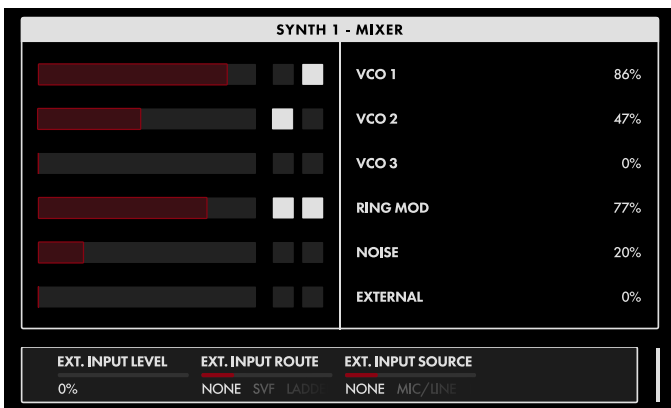 SYNTH 1 - MIXER
VCO 1 86%
VCO 2 47%
VCO 3 0%
RING MOD 77%
NOISE 20%
EXTERNAL 0%
EXT. INPUT LEVEL EXT. INPUT ROUTE EXT. INPUT SOURCE
0% NONE SVF NONE MIC/LINE